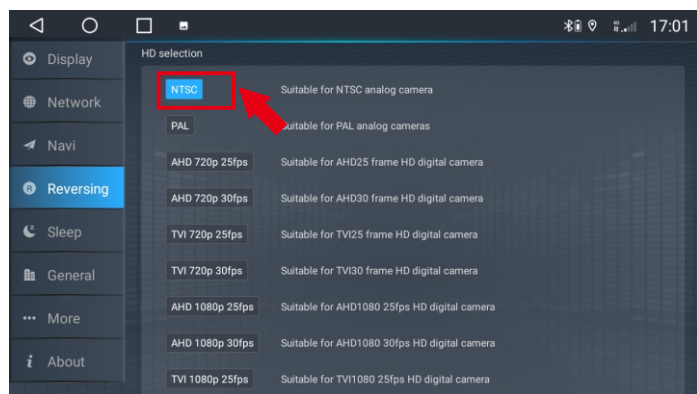 17:01
Display
Network
Navi
Reversing
Sleep
General
More
About
HD selection
NTSC Suitable for NTSC analog camera
PAL Suitable for PAL analog cameras
AHD 720p 25fps Suitable for AHD25 frame HD digital camera
AHD 720p 30fps Suitable for AHD30 frame HD digital camera
TVI 720p 25fps Suitable for TVI25 frame HD digital camera
TVI 720p 30fps Suitable for TVI30 frame HD digital camera
AHD 1080p 25fps Suitable for AHD1080 25fps HD digital camera
AHD 1080p 30fps Suitable for AHD1080 30fps HD digital camera
TVI 1080p 25fps Suitable for TVI1080 25fps HD digital camera